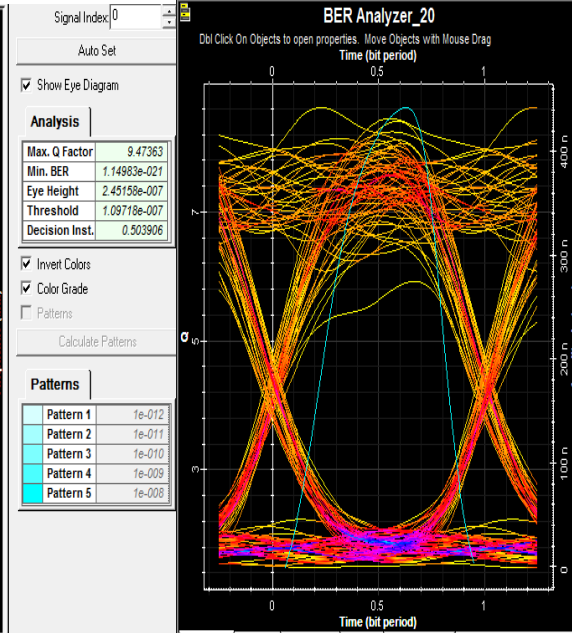 Signal Index: 0
Auto Set
Show Eye Diagram
Analysis
Max. Q Factor 9.47363
Min. BER 1.14983e-021
Eye Height 2.45158e-007
Threshold 1.09718e-007
Decision Inst. 0.503906
Invert Colors
Color Grade
Patterns
Calculate Patterns
Patterns
Pattern 1 1e-012
Pattern 2 1e-011
Pattern 3 1e-010
Pattern 4 1e-009
Pattern 5 1e-008
BER Analyzer_20
Dbl Click On Objects to open properties. Move Objects with Mouse Drag
Time (bit period)
0 0.5 1
Q
7
5
3
400 n
300 n
200 n
100 n
0
0 0.5 1
Time (bit period)